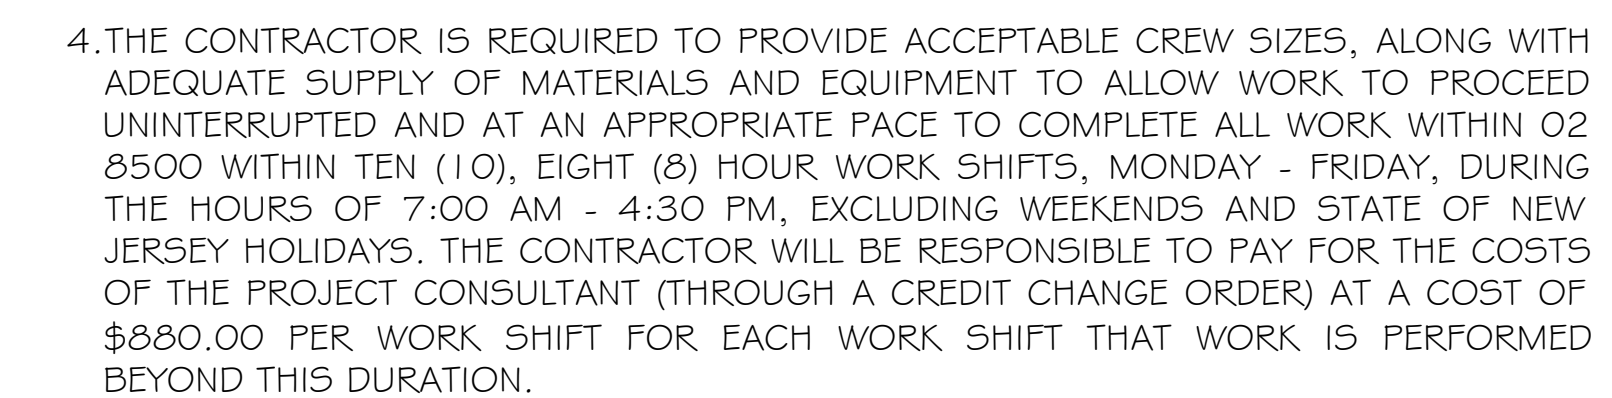 4.THE CONTRACTOR IS REQUIRED TO PROVIDE ACCEPTABLE CREW SIZES, ALONG WITH
ADEQUATE SUPPLY OF MATERIALS AND EQUIPMENT TO ALLOW WORK TO PROCEED
UNINTERRUPTED AND AT AN APPROPRIATE PACE TO COMPLETE ALL WORK WITHIN 02
8500 WITHIN TEN (10), EIGHT (8) HOUR WORK SHIFTS, MONDAY - FRIDAY, DURING
THE HOURS OF 7:00 AM - 4:30 PM, EXCLUDING WEEKENDS AND STATE OF NEW
JERSEY HOLIDAYS. THE CONTRACTOR WILL BE RESPONSIBLE TO PAY FOR THE COSTS
OF THE PROJECT CONSULTANT (THROUGH A CREDIT CHANGE ORDER) AT A COST OF
$880.00 PER WORK SHIFT FOR EACH WORK SHIFT THAT WORK IS PERFORMED
BEYOND THIS DURATION.